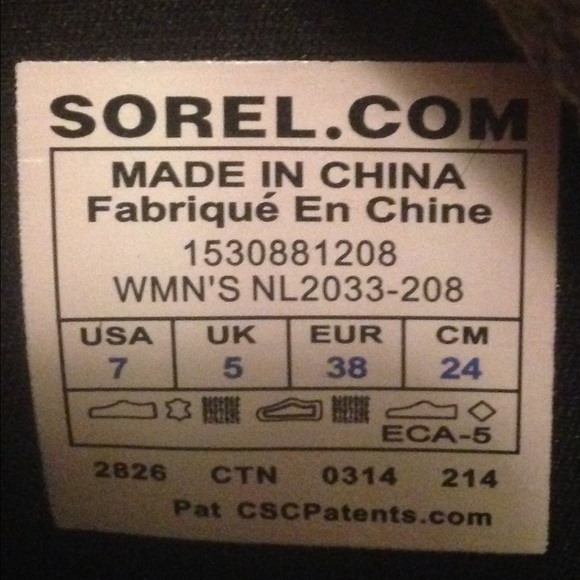 SOREL.COM
MADE IN CHINA
Fabriqué En Chine
1530881208
WMN'S NL2033-208
USA UK EUR CM
7 5 38 24
ECA-5
2826 CTN 0314 214
Pat CSCPatents.com